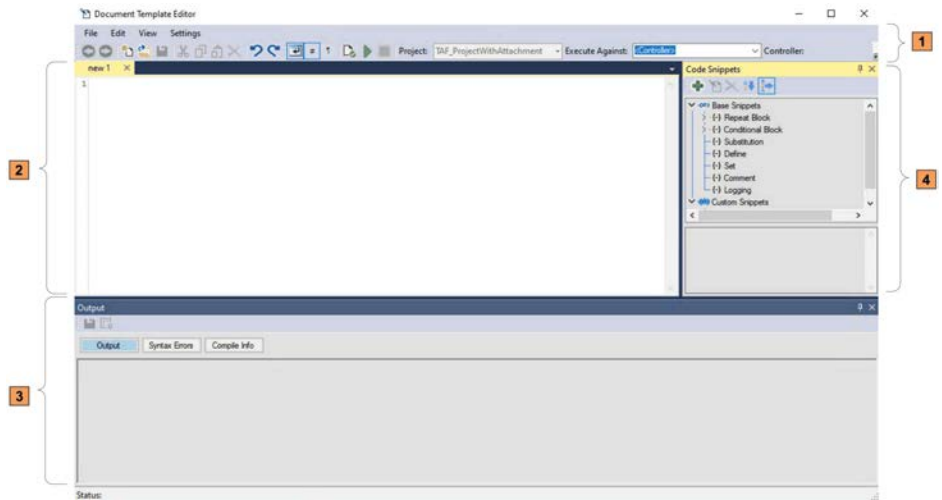 Document Template Editor
File Edit View Settings
Project: TAF_ProjectWithAttachment Execute Against: <Controller> Controller:
1
new 1
Code Snippets
1
Base Snippets
{-} Repeat Block
{-} Conditional Block
{-} Substitution
{-} Define
{-} Set
{-} Comment
{-} Logging
Custom Snippets
2
4
Output
Output Syntax Errors Compile Info
3
Status: